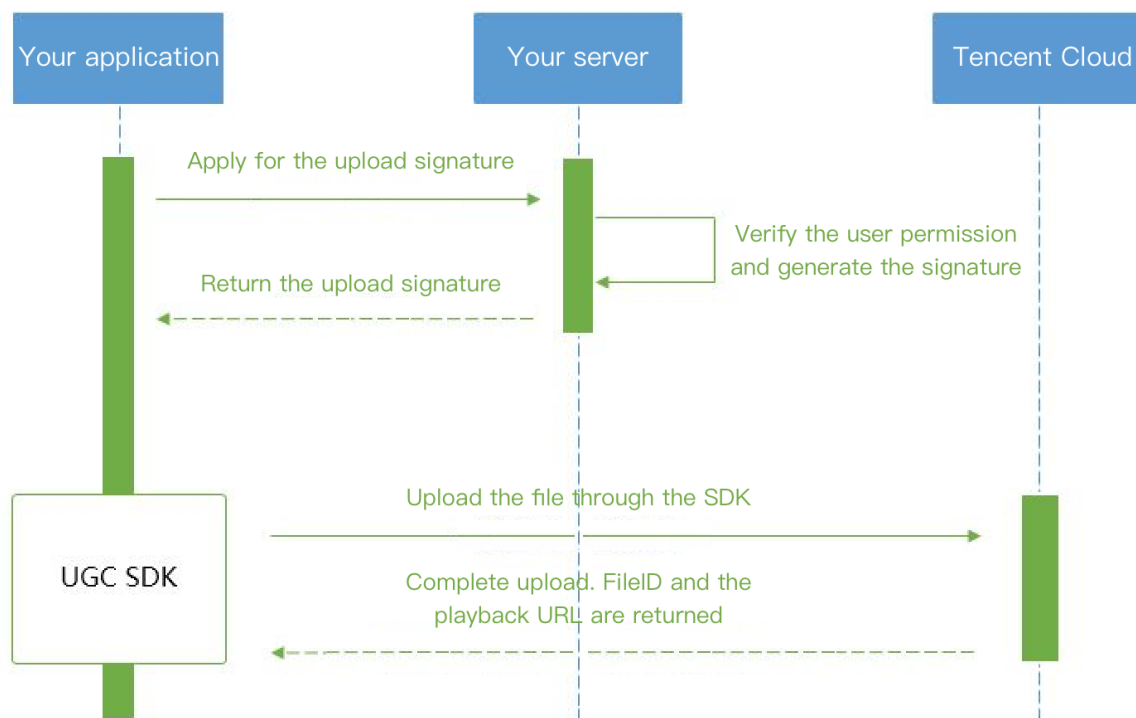 Your application
Your server
Tencent Cloud
Apply for the upload signature
Verify the user permission
and generate the signature
Return the upload signature
Upload the file through the SDK
UGC SDK
Complete upload. FileID and the
playback URL are returned